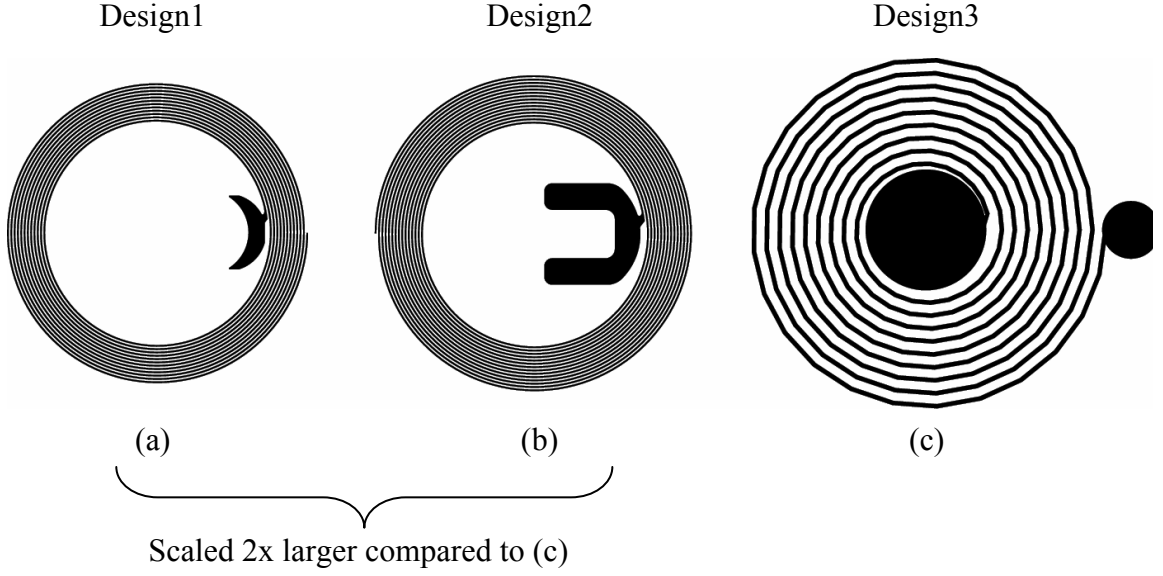 Design1 Design2 Design3
(a) (b) (c)
Scaled 2x larger compared to (c)